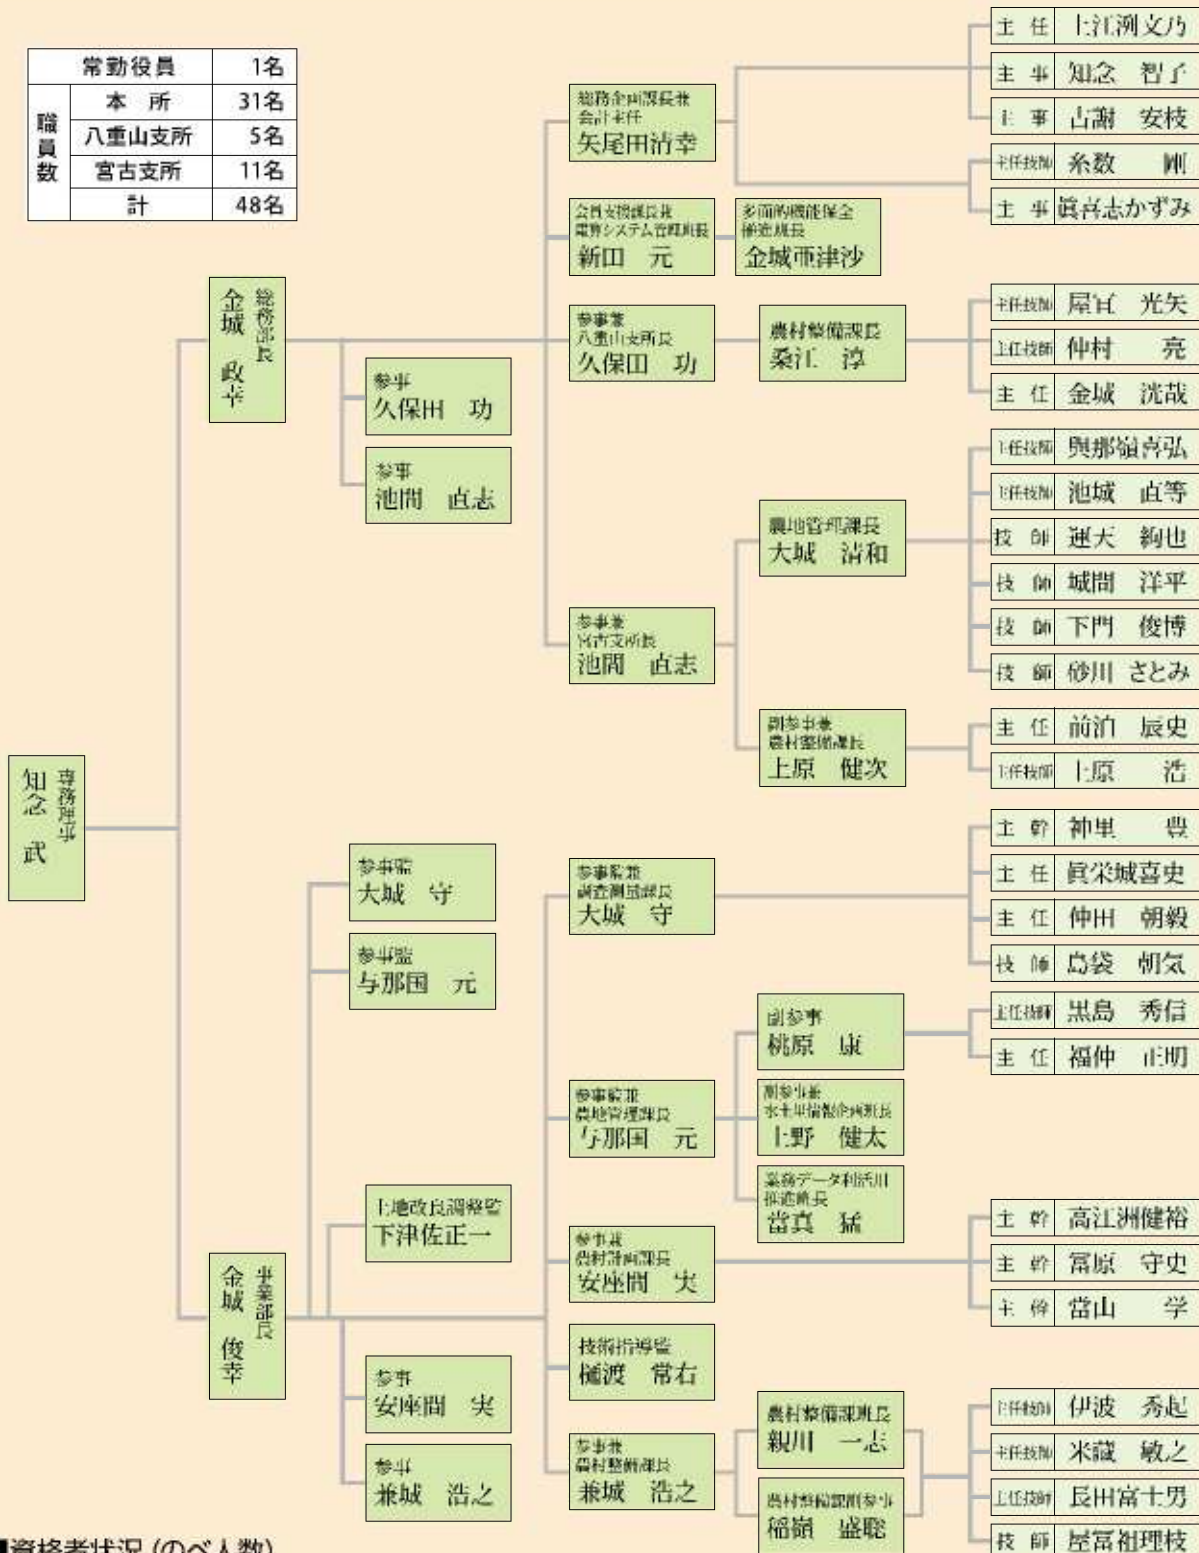 常勤役員 1名
職員数
本 所 31名
八重山支所 5名
宮古支所 11名
計 48名
専務理事
知念 武
総務部長
金城 政幸
参事
久保田 功
参事
池間 直志
総務企画課長兼
会計主任
矢尾田清幸
主 任 上江洌文乃
主 事 知念 智子
主 事 古謝 安枝
主任技師 糸数 剛
主 事 眞喜志かずみ
会員支援課長兼
電算システム管理班長
新田 元
多面的機能保全
推進班長
金城亜津沙
参事兼
八重山支所長
久保田 功
農村整備課長
桑江 淳
主任技師 屋宜 光矢
主任技師 仲村 亮
主 任 金城 洸哉
参事兼
宮古支所長
池間 直志
農地管理課長
大城 清和
主任技師 與那嶺喜弘
主任技師 池城 直等
技 師 運天 絢也
技 師 城間 洋平
技 師 下門 俊博
技 師 砂川 さとみ
副参事兼
農村整備課長
上原 健次
主 任 前泊 辰史
主任技師 上原 浩
事業部長
金城 俊幸
参事監
大城 守
参事監
与那国 元
土地改良調整監
下津佐正一
参事
安座間 実
参事
兼城 浩之
参事監兼
調査測量課長
大城 守
主 幹 神里 豊
主 任 眞栄城喜史
主 任 仲田 朝毅
技 師 島袋 朝気
参事監兼
農地管理課長
与那国 元
副参事
桃原 康
主任技師 黒島 秀信
主 任 福仲 正明
副参事兼
水土里情報企画班長
上野 健太
業務データ利活用
推進班長
當真 猛
参事兼
農村計画課長
安座間 実
主 幹 高江洲健裕
主 幹 冨原 守史
主 幹 當山 学
技術指導監
樋渡 常右
参事兼
農村整備課長
兼城 浩之
農村整備課班長
親川 一志
農村整備課副参事
稲嶺 盛聡
主任技師 伊波 秀起
主任技師 米蔵 敏之
主任技師 長田富士男
技 師 屋冨祖理枝
■資格者状況(のべ人数)